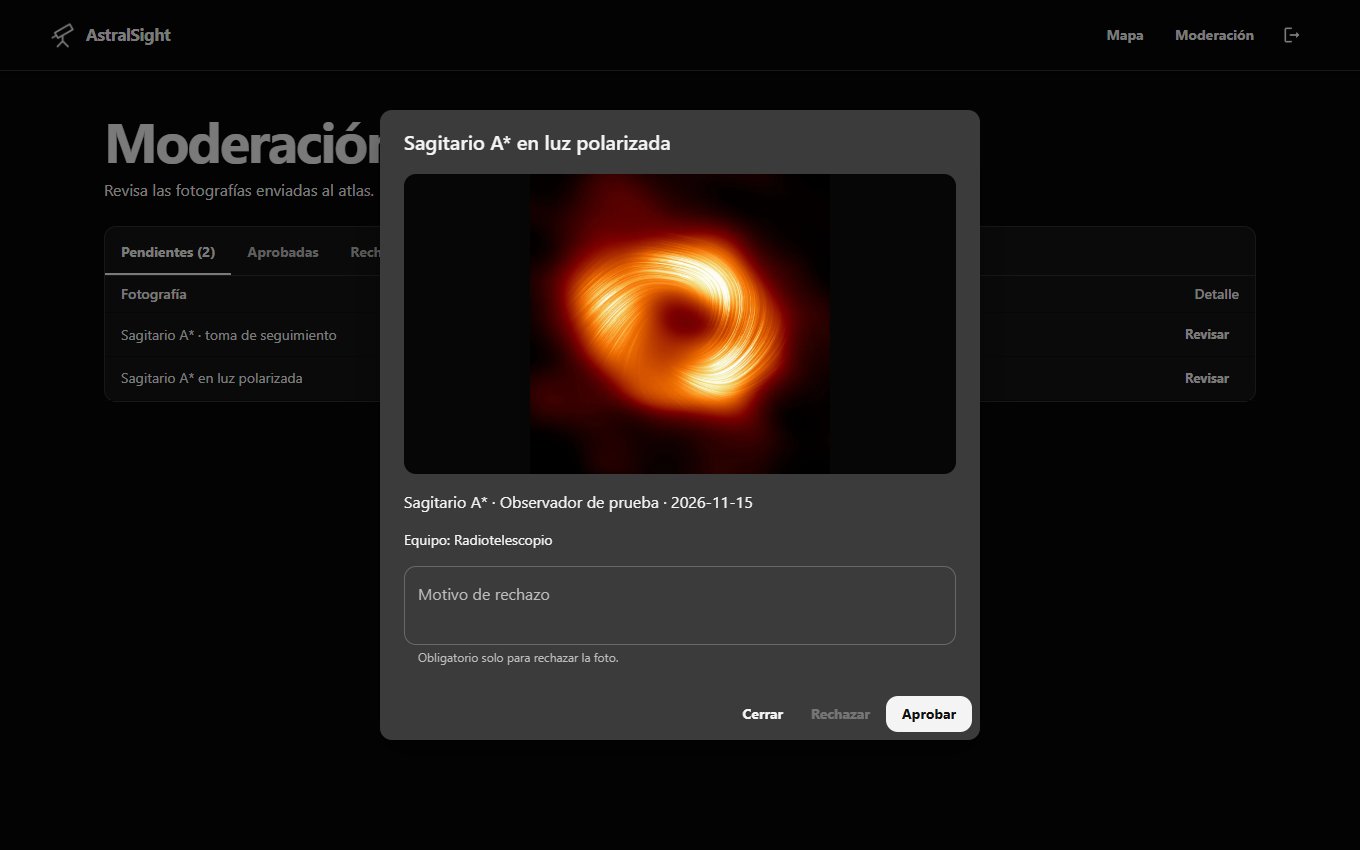 AstralSight
Mapa
Moderación
Moderación
Revisa las fotografías enviadas al atlas.
Pendientes (2)
Aprobadas
Rech
Fotografía
Detalle
Sagitario A* · toma de seguimiento
Revisar
Sagitario A* en luz polarizada
Revisar
Sagitario A* en luz polarizada
Sagitario A* · Observador de prueba · 2026-11-15
Equipo: Radiotelescopio
Motivo de rechazo
Obligatorio solo para rechazar la foto.
Cerrar
Rechazar
Aprobar